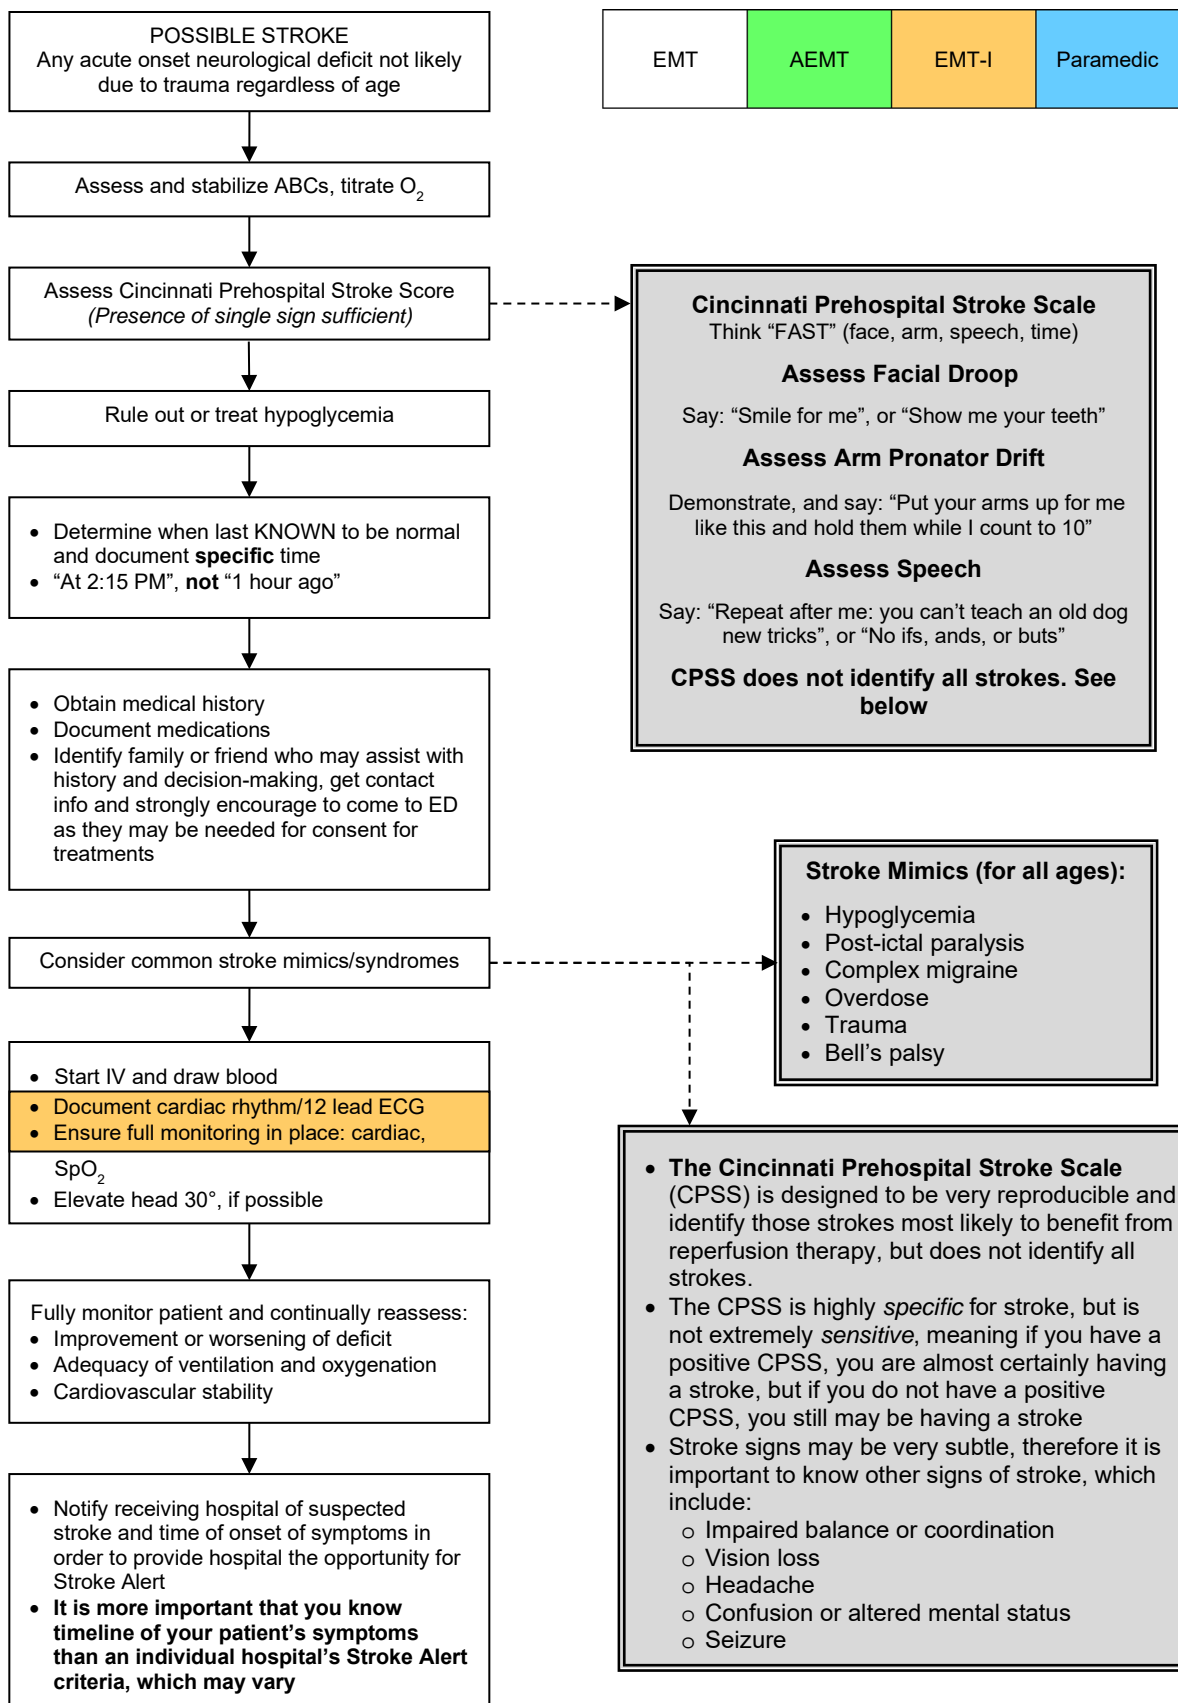 POSSIBLE STROKE
Any acute onset neurological deficit not likely
due to trauma regardless of age
EMT
AEMT
EMT-I
Paramedic
Assess and stabilize ABCs, titrate O2
Assess Cincinnati Prehospital Stroke Score
(Presence of single sign sufficient)
Rule out or treat hypoglycemia
• Determine when last KNOWN to be normal
and document specific time
• “At 2:15 PM”, not “1 hour ago”
• Obtain medical history
• Document medications
• Identify family or friend who may assist with
history and decision-making, get contact
info and strongly encourage to come to ED
as they may be needed for consent for
treatments
Consider common stroke mimics/syndromes
• Start IV and draw blood
• Document cardiac rhythm/12 lead ECG
• Ensure full monitoring in place: cardiac,
SpO2
• Elevate head 30°, if possible
Fully monitor patient and continually reassess:
• Improvement or worsening of deficit
• Adequacy of ventilation and oxygenation
• Cardiovascular stability
• Notify receiving hospital of suspected
stroke and time of onset of symptoms in
order to provide hospital the opportunity for
Stroke Alert
• It is more important that you know
timeline of your patient’s symptoms
than an individual hospital’s Stroke Alert
criteria, which may vary
Cincinnati Prehospital Stroke Scale
Think “FAST” (face, arm, speech, time)
Assess Facial Droop
Say: “Smile for me”, or “Show me your teeth”
Assess Arm Pronator Drift
Demonstrate, and say: “Put your arms up for me
like this and hold them while I count to 10”
Assess Speech
Say: “Repeat after me: you can’t teach an old dog
new tricks”, or “No ifs, ands, or buts”
CPSS does not identify all strokes. See
below
Stroke Mimics (for all ages):
• Hypoglycemia
• Post-ictal paralysis
• Complex migraine
• Overdose
• Trauma
• Bell’s palsy
• The Cincinnati Prehospital Stroke Scale
(CPSS) is designed to be very reproducible and
identify those strokes most likely to benefit from
reperfusion therapy, but does not identify all
strokes.
• The CPSS is highly specific for stroke, but is
not extremely sensitive, meaning if you have a
positive CPSS, you are almost certainly having
a stroke, but if you do not have a positive
CPSS, you still may be having a stroke
• Stroke signs may be very subtle, therefore it is
important to know other signs of stroke, which
include:
o Impaired balance or coordination
o Vision loss
o Headache
o Confusion or altered mental status
o Seizure